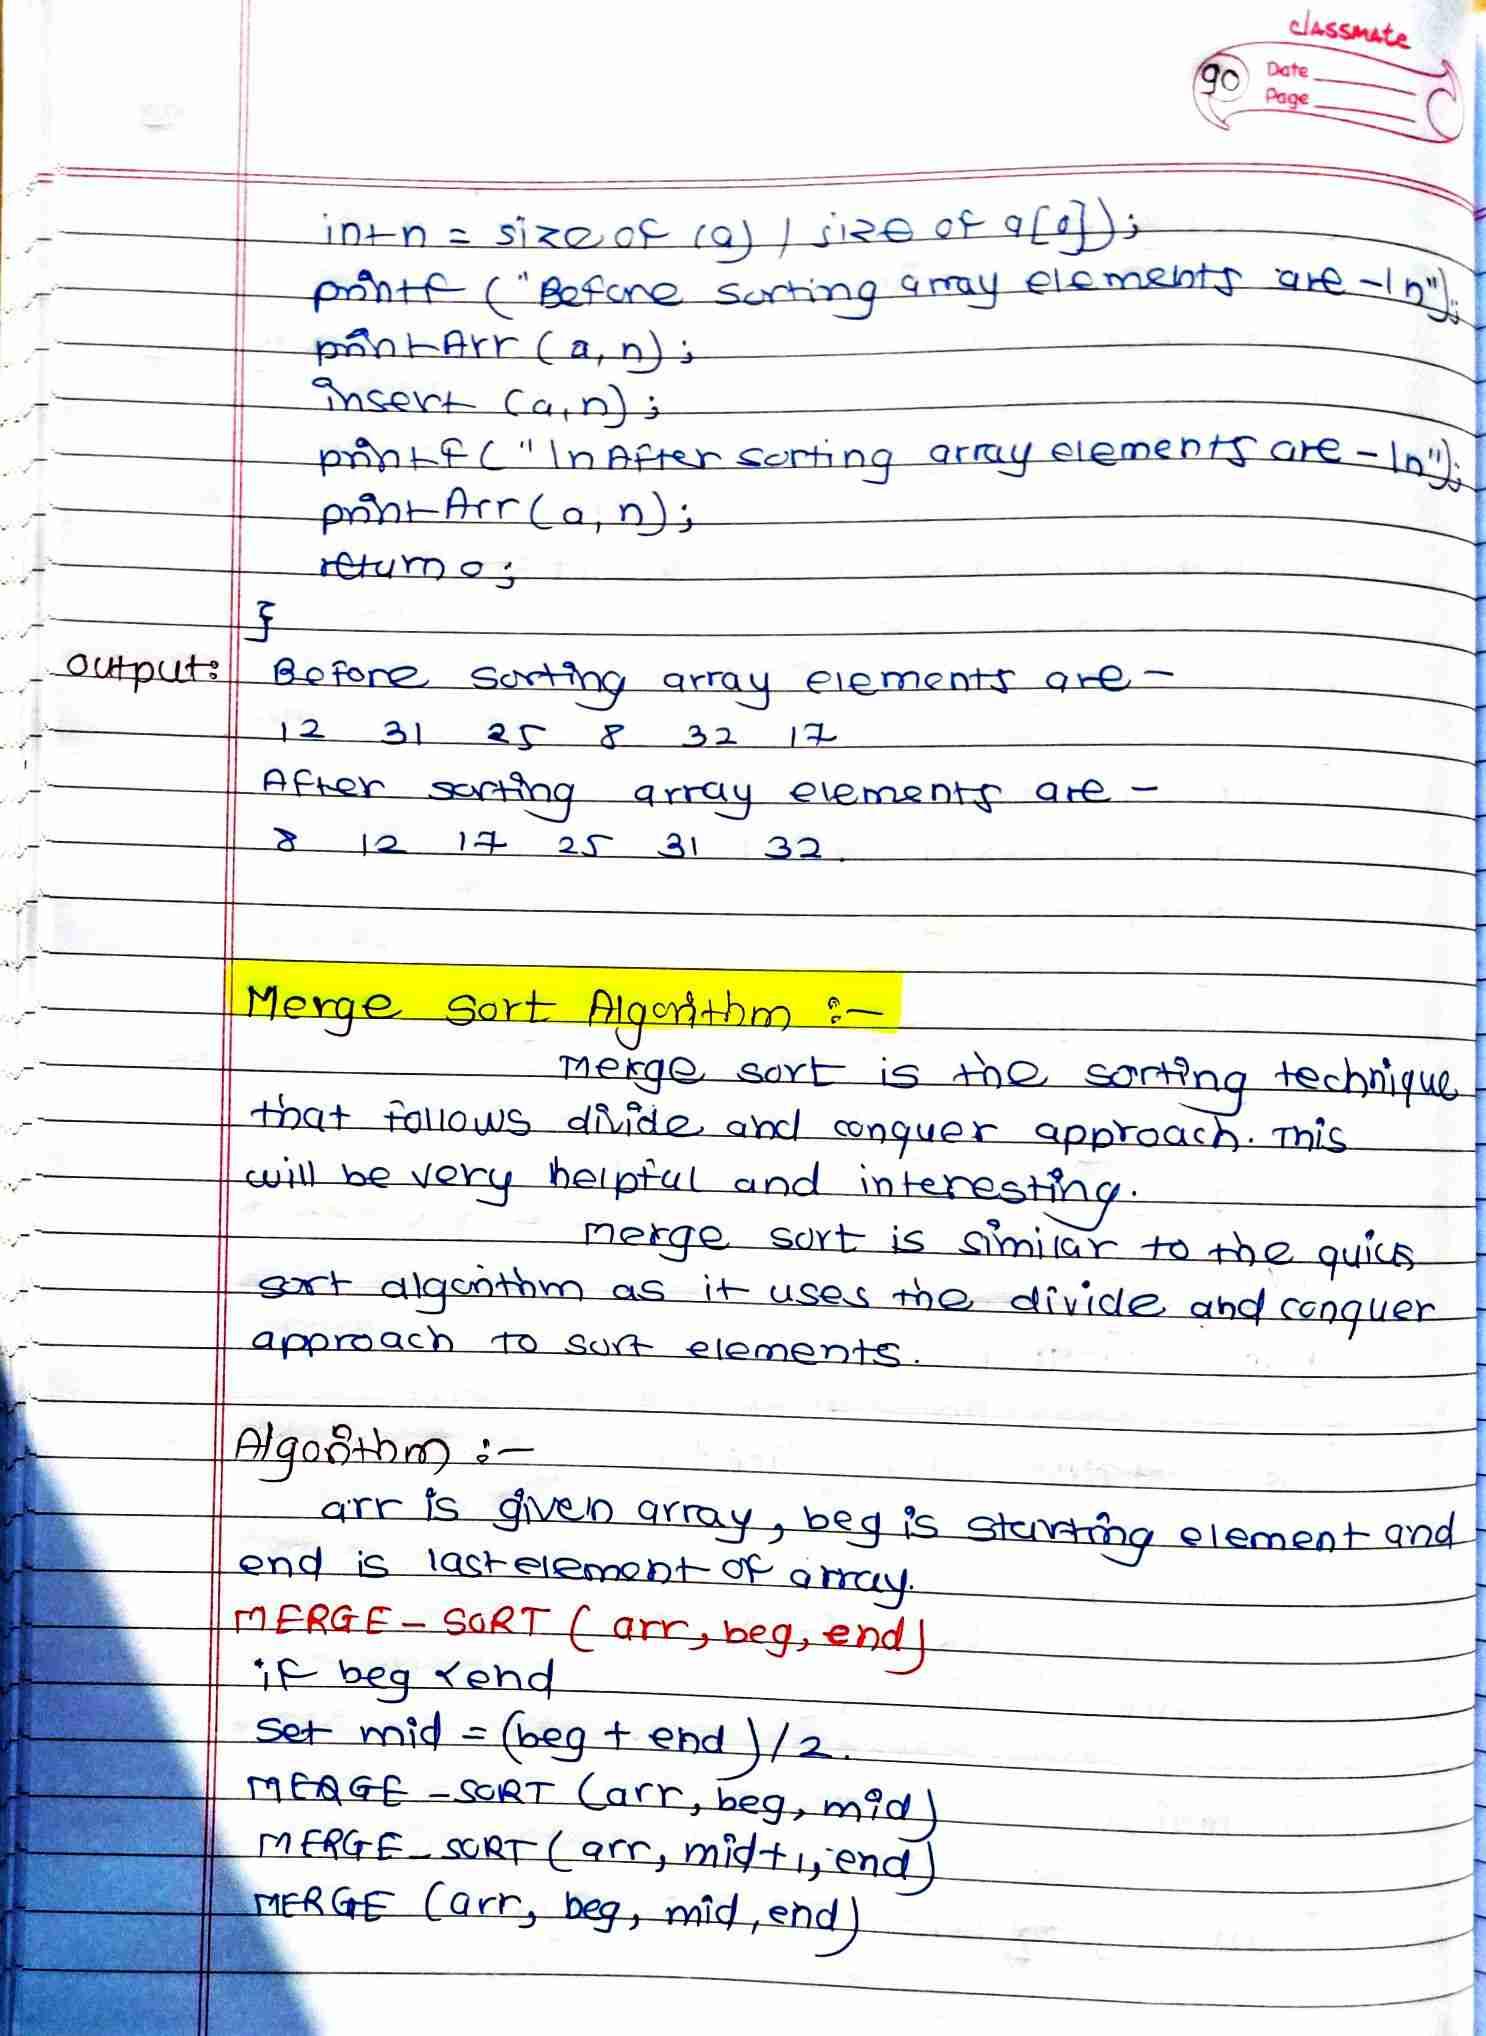 classmate
90
Date
Page
int n = size of (a) / size of a[0]);
printf ("Before sorting array elements are -\n");
printArr (a, n);
insert (a, n);
printf ("\n After sorting array elements are - \n");
print Arr (a, n);
return 0;
}
output: Before sorting array elements are -
12 31 25 8 32 17
After sorting array elements are -
8 12 17 25 31 32.
Merge Sort Algorithm :-
merge sort is the sorting technique
that follows divide and conquer approach. This
will be very helpful and interesting.
merge sort is similar to the quick
sort algorithm as it uses the divide and conquer
approach to sort elements.
Algorithm :-
arr is given array, beg is starting element and
end is last element of array.
MERGE - SORT ( arr, beg, end)
if beg < end
set mid = (beg + end )/2.
MERGE - SORT (arr, beg, mid)
MERGE - SORT ( arr, mid+1, end)
MERGE (arr, beg, mid, end)